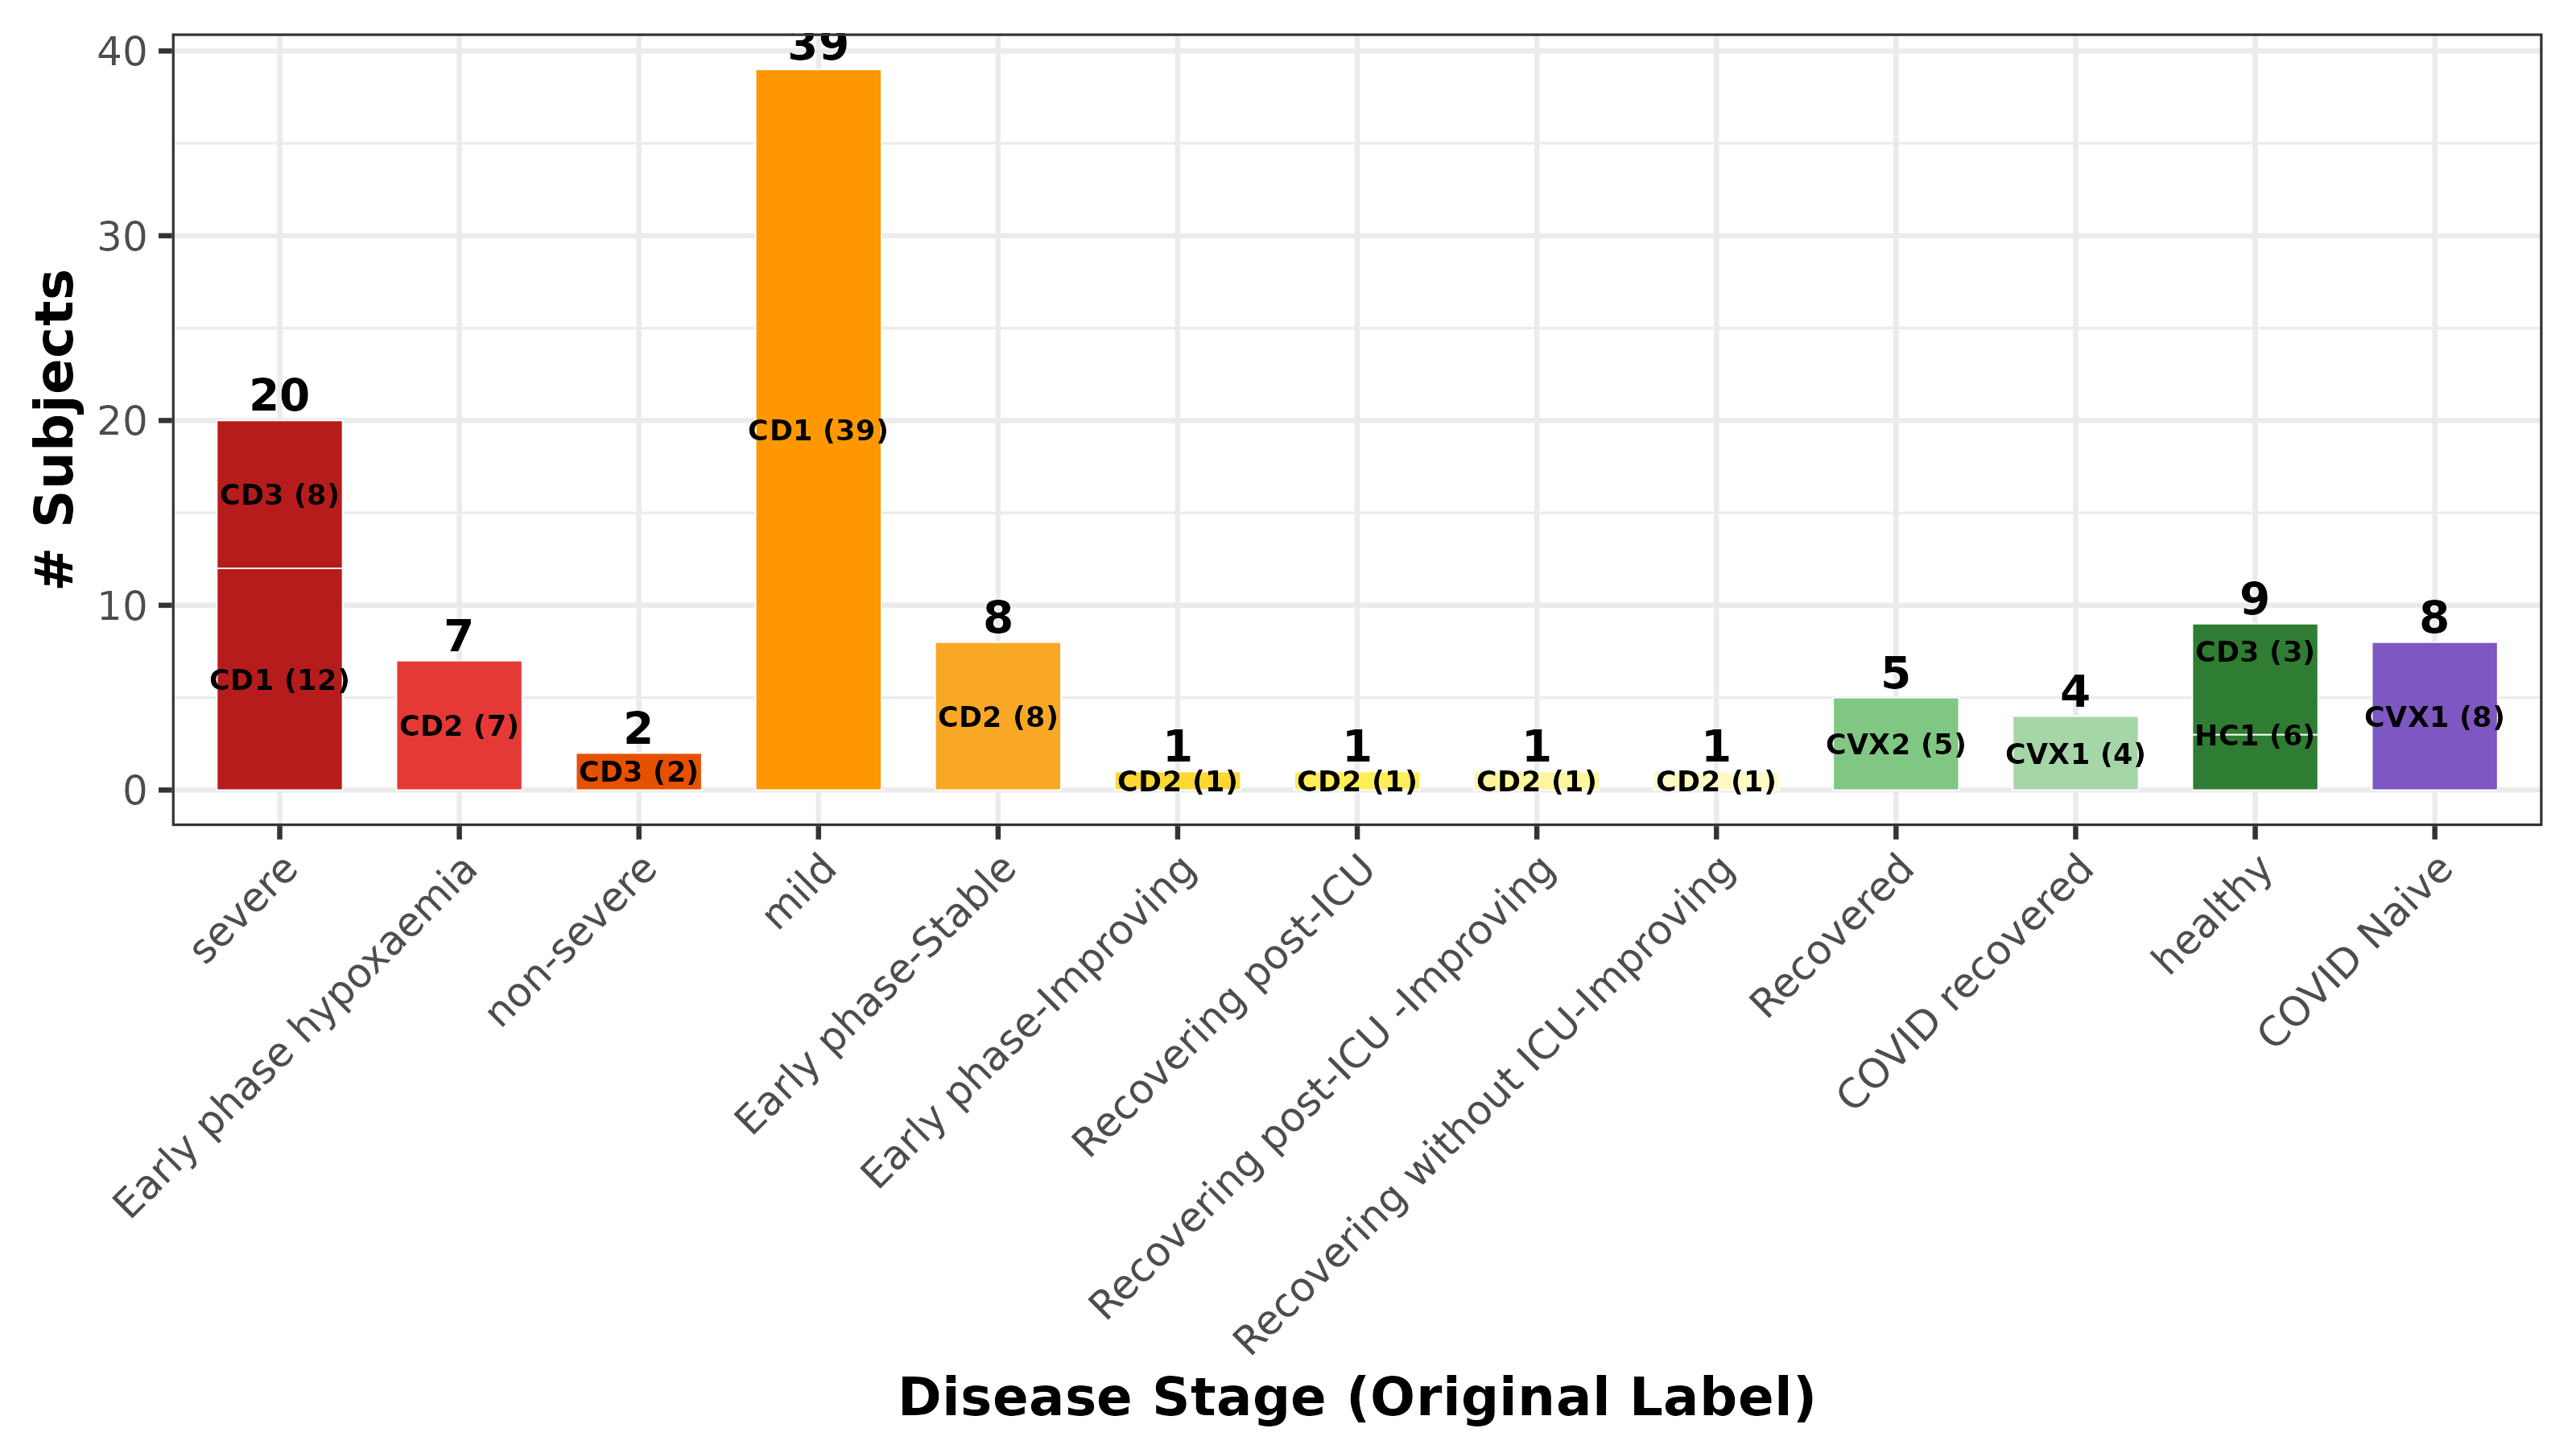 # Subjects
40
30
20
10
0
20
CD3 (8)
CD1 (12)
7
CD2 (7)
2
CD3 (2)
39
CD1 (39)
8
CD2 (8)
1
CD2 (1)
1
CD2 (1)
1
CD2 (1)
1
CD2 (1)
5
CVX2 (5)
4
CVX1 (4)
9
CD3 (3)
HC1 (6)
8
CVX1 (8)
severe
Early phase hypoxaemia
non-severe
mild
Early phase-Stable
Early phase-Improving
Recovering post-ICU
Recovering post-ICU -Improving
Recovering without ICU-Improving
Recovered
COVID recovered
healthy
COVID Naive
Disease Stage (Original Label)